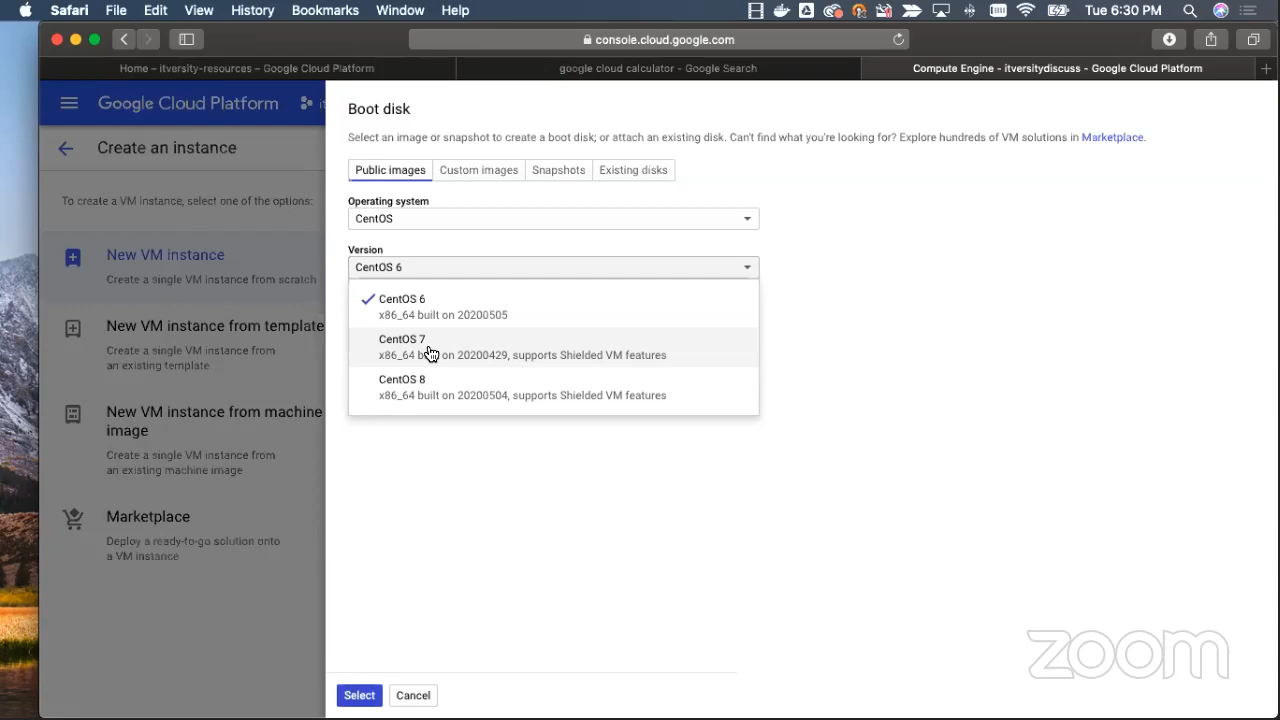 Safari File Edit View History Bookmarks Window Help Tue 6:30 PM
console.cloud.google.com
Home – itversity-resources – Google Cloud Platform
google cloud calculator - Google Search
Compute Engine - itversitydiscuss - Google Cloud Platform
Google Cloud Platform
Create an instance
To create a VM instance, select one of the options:
New VM instance
Create a single VM instance from scratch
New VM instance from template
Create a single VM instance from
an existing template
New VM instance from machine
image
Create a single VM instance from
an existing machine image
Marketplace
Deploy a ready-to-go solution onto
a VM instance
Boot disk
Select an image or snapshot to create a boot disk; or attach an existing disk. Can't find what you're looking for? Explore hundreds of VM solutions in Marketplace.
Public images Custom images Snapshots Existing disks
Operating system
CentOS
Version
CentOS 6
CentOS 6
x86_64 built on 20200505
CentOS 7
x86_64 built on 20200429, supports Shielded VM features
CentOS 8
x86_64 built on 20200504, supports Shielded VM features
Select Cancel
zoom